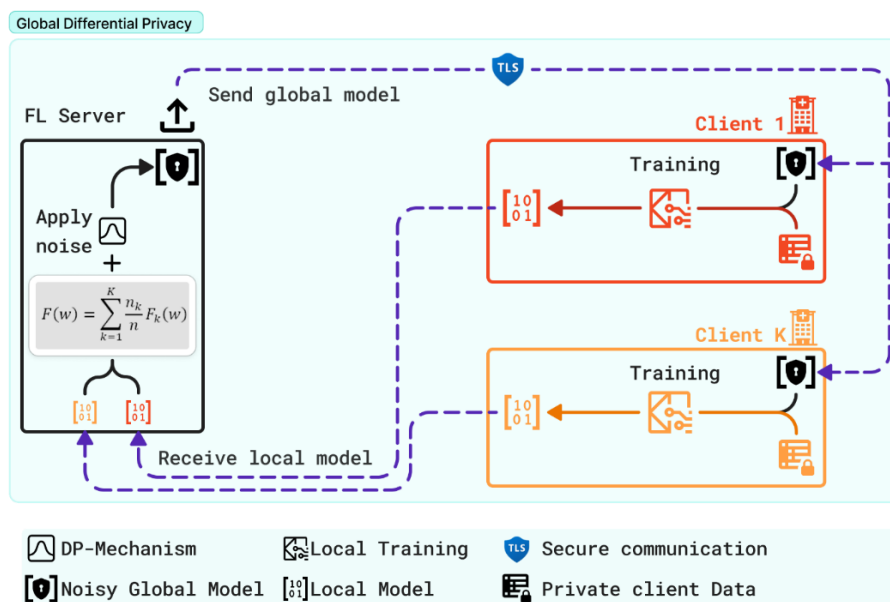 Global Differential Privacy
TLS
Send global model
FL Server
Client 1
Training
Apply
noise
10
01
+
F(w) = \sum_{k=1}^{K} \frac{n_k}{n} F_k(w)
Client K
Training
10
01
10
01
10
01
Receive local model
DP-Mechanism
Local Training
TLS
Secure communication
Noisy Global Model
10
01
Local Model
Private client Data